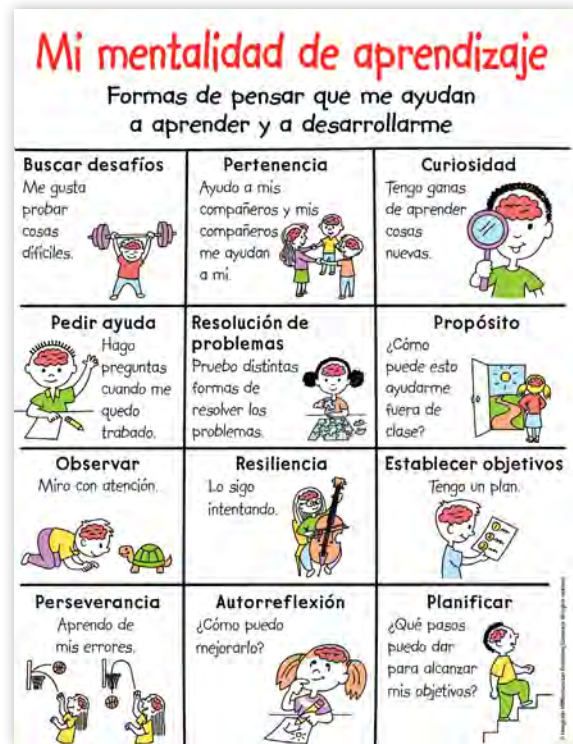 Mi mentalidad de aprendizaje
Formas de pensar que me ayudan
a aprender y a desarrollarme
Buscar desafíos
Me gusta
probar
cosas
difíciles.
Pertenencia
Ayudo a mis
compañeros y mis
compañeros
me ayudan
a mí.
Curiosidad
Tengo ganas
de aprender
cosas
nuevas.
Pedir ayuda
Hago
preguntas
cuando me
quedo
trabado.
Resolución de
problemas
Pruebo distintas
formas de
resolver los
problemas.
Propósito
¿Cómo
puede esto
ayudarme
fuera de
clase?
Observar
Miro con atención.
Resiliencia
Lo sigo
intentando.
Establecer objetivos
Tengo un plan.
Perseverancia
Aprendo de
mis errores.
Autorreflexión
¿Cómo puedo
mejorarlo?
Planificar
¿Qué pasos
puedo dar
para alcanzar
mis objetivos?